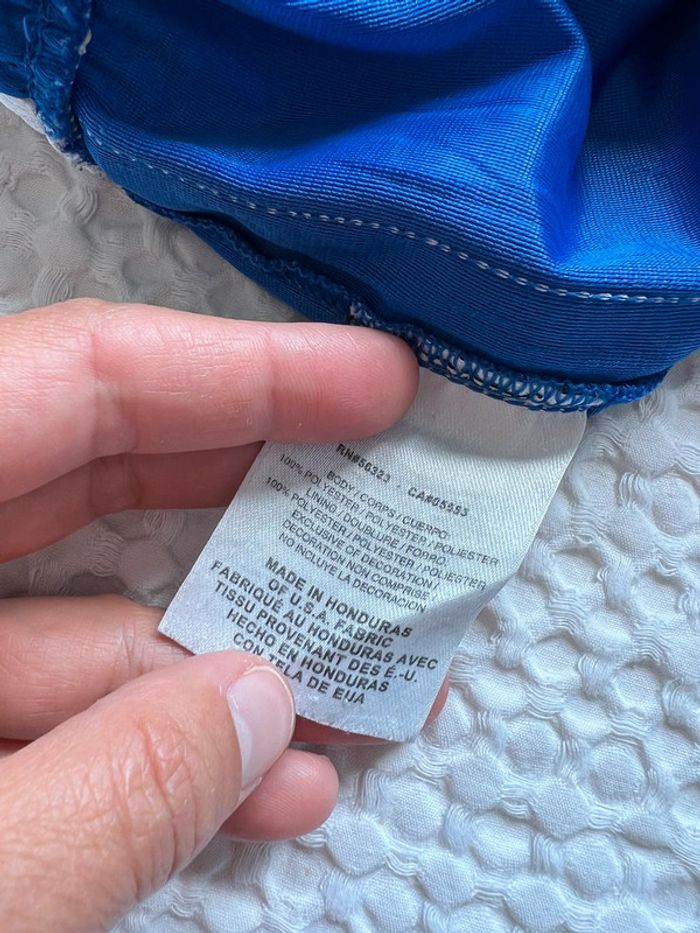 RN#56323 - CA#05553
BODY / CORPS / CUERPO:
100% POLYESTER / POLYESTER / POLIESTER
LINING / DOUBLURE / FORRO:
100% POLYESTER / POLYESTER / POLIESTER
EXCLUSIVE OF DECORATION /
DECORATION NON COMPRISE /
NO INCLUYE LA DECORACION
MADE IN HONDURAS
OF U.S.A. FABRIC
FABRIQUÉ AU HONDURAS AVEC
TISSU PROVENANT DES É.-U.
HECHO EN HONDURAS
CON TELA DE EUA